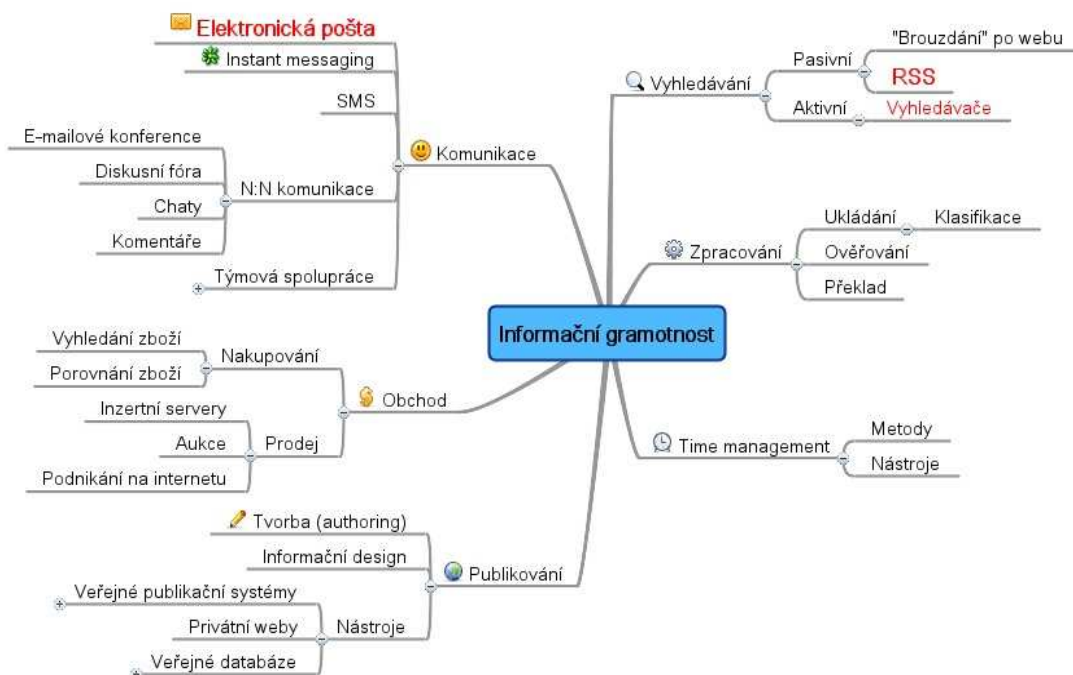 Informační gramotnost
Komunikace
Elektronická pošta
Instant messaging
SMS
N:N komunikace
E-mailové konference
Diskusní fóra
Chaty
Komentáře
Týmová spolupráce
Obchod
Nakupování
Vyhledání zboží
Porovnání zboží
Prodej
Inzertní servery
Aukce
Podnikání na internetu
Publikování
Tvorba (authoring)
Informační design
Nástroje
Veřejné publikační systémy
Privátní weby
Veřejné databáze
Vyhledávání
Pasivní
"Brouzdání" po webu
RSS
Aktivní
Vyhledávače
Zpracování
Ukládání
Klasifikace
Ověřování
Překlad
Time management
Metody
Nástroje